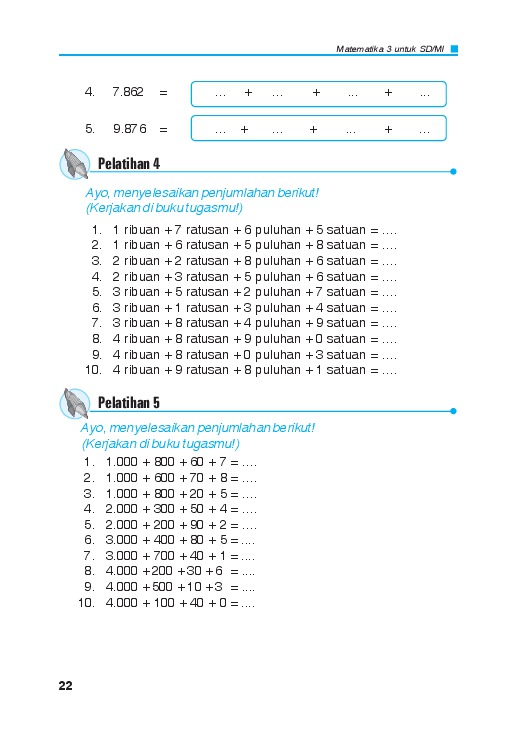 Matematika 3 untuk SD/MI
4. 7.862 = ... + ... + ... + ...
5. 9.876 = ... + ... + ... + ...
Pelatihan 4
Ayo, menyelesaikan penjumlahan berikut!
(Kerjakan di buku tugasmu!)
1. 1 ribuan + 7 ratusan + 6 puluhan + 5 satuan = ....
2. 1 ribuan + 6 ratusan + 5 puluhan + 8 satuan = ....
3. 2 ribuan + 2 ratusan + 8 puluhan + 6 satuan = ....
4. 2 ribuan + 3 ratusan + 5 puluhan + 6 satuan = ....
5. 3 ribuan + 5 ratusan + 2 puluhan + 7 satuan = ....
6. 3 ribuan + 1 ratusan + 3 puluhan + 4 satuan = ....
7. 3 ribuan + 8 ratusan + 4 puluhan + 9 satuan = ....
8. 4 ribuan + 8 ratusan + 9 puluhan + 0 satuan = ....
9. 4 ribuan + 8 ratusan + 0 puluhan + 3 satuan = ....
10. 4 ribuan + 9 ratusan + 8 puluhan + 1 satuan = ....
Pelatihan 5
Ayo, menyelesaikan penjumlahan berikut!
(Kerjakan di buku tugasmu!)
1. 1.000 + 800 + 60 + 7 = ....
2. 1.000 + 600 + 70 + 8 = ....
3. 1.000 + 800 + 20 + 5 = ....
4. 2.000 + 300 + 50 + 4 = ....
5. 2.000 + 200 + 90 + 2 = ....
6. 3.000 + 400 + 80 + 5 = ....
7. 3.000 + 700 + 40 + 1 = ....
8. 4.000 + 200 + 30 + 6 = ....
9. 4.000 + 500 + 10 + 3 = ....
10. 4.000 + 100 + 40 + 0 = ....
22